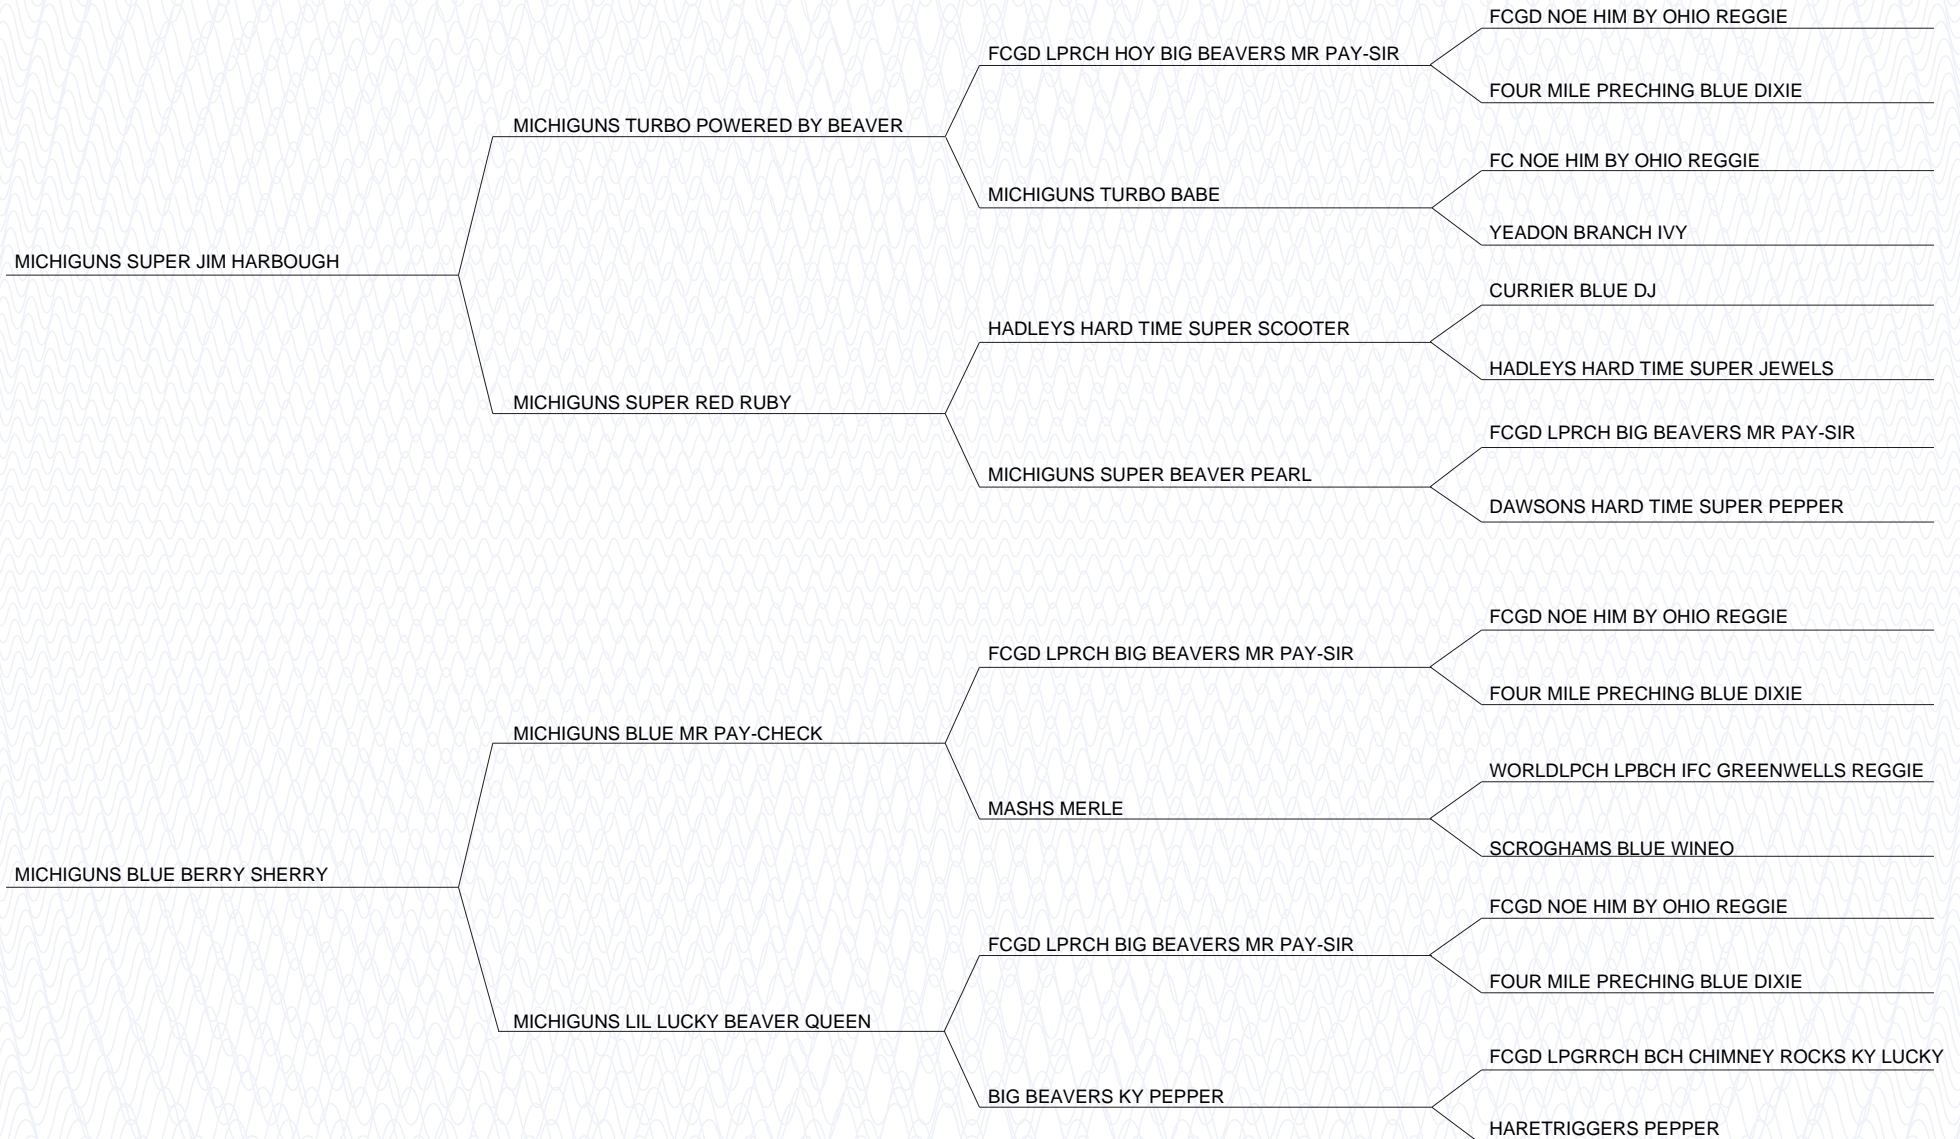 FCGD NOE HIM BY OHIO REGGIE
FCGD LPRCH HOY BIG BEAVERS MR PAY-SIR
FOUR MILE PRECHING BLUE DIXIE
MICHIGUNS TURBO POWERED BY BEAVER
FC NOE HIM BY OHIO REGGIE
MICHIGUNS TURBO BABE
YEADON BRANCH IVY
MICHIGUNS SUPER JIM HARBOUGH
CURRIER BLUE DJ
HADLEYS HARD TIME SUPER SCOOTER
HADLEYS HARD TIME SUPER JEWELS
MICHIGUNS SUPER RED RUBY
FCGD LPRCH BIG BEAVERS MR PAY-SIR
MICHIGUNS SUPER BEAVER PEARL
DAWSONS HARD TIME SUPER PEPPER
FCGD NOE HIM BY OHIO REGGIE
FCGD LPRCH BIG BEAVERS MR PAY-SIR
FOUR MILE PRECHING BLUE DIXIE
MICHIGUNS BLUE MR PAY-CHECK
WORLDLPCH LPBCH IFC GREENWELLS REGGIE
MASHS MERLE
SCROGHAMS BLUE WINEO
MICHIGUNS BLUE BERRY SHERRY
FCGD NOE HIM BY OHIO REGGIE
FCGD LPRCH BIG BEAVERS MR PAY-SIR
FOUR MILE PRECHING BLUE DIXIE
MICHIGUNS LIL LUCKY BEAVER QUEEN
FCGD LPGRRCH BCH CHIMNEY ROCKS KY LUCKY
BIG BEAVERS KY PEPPER
HARETRIGGERS PEPPER